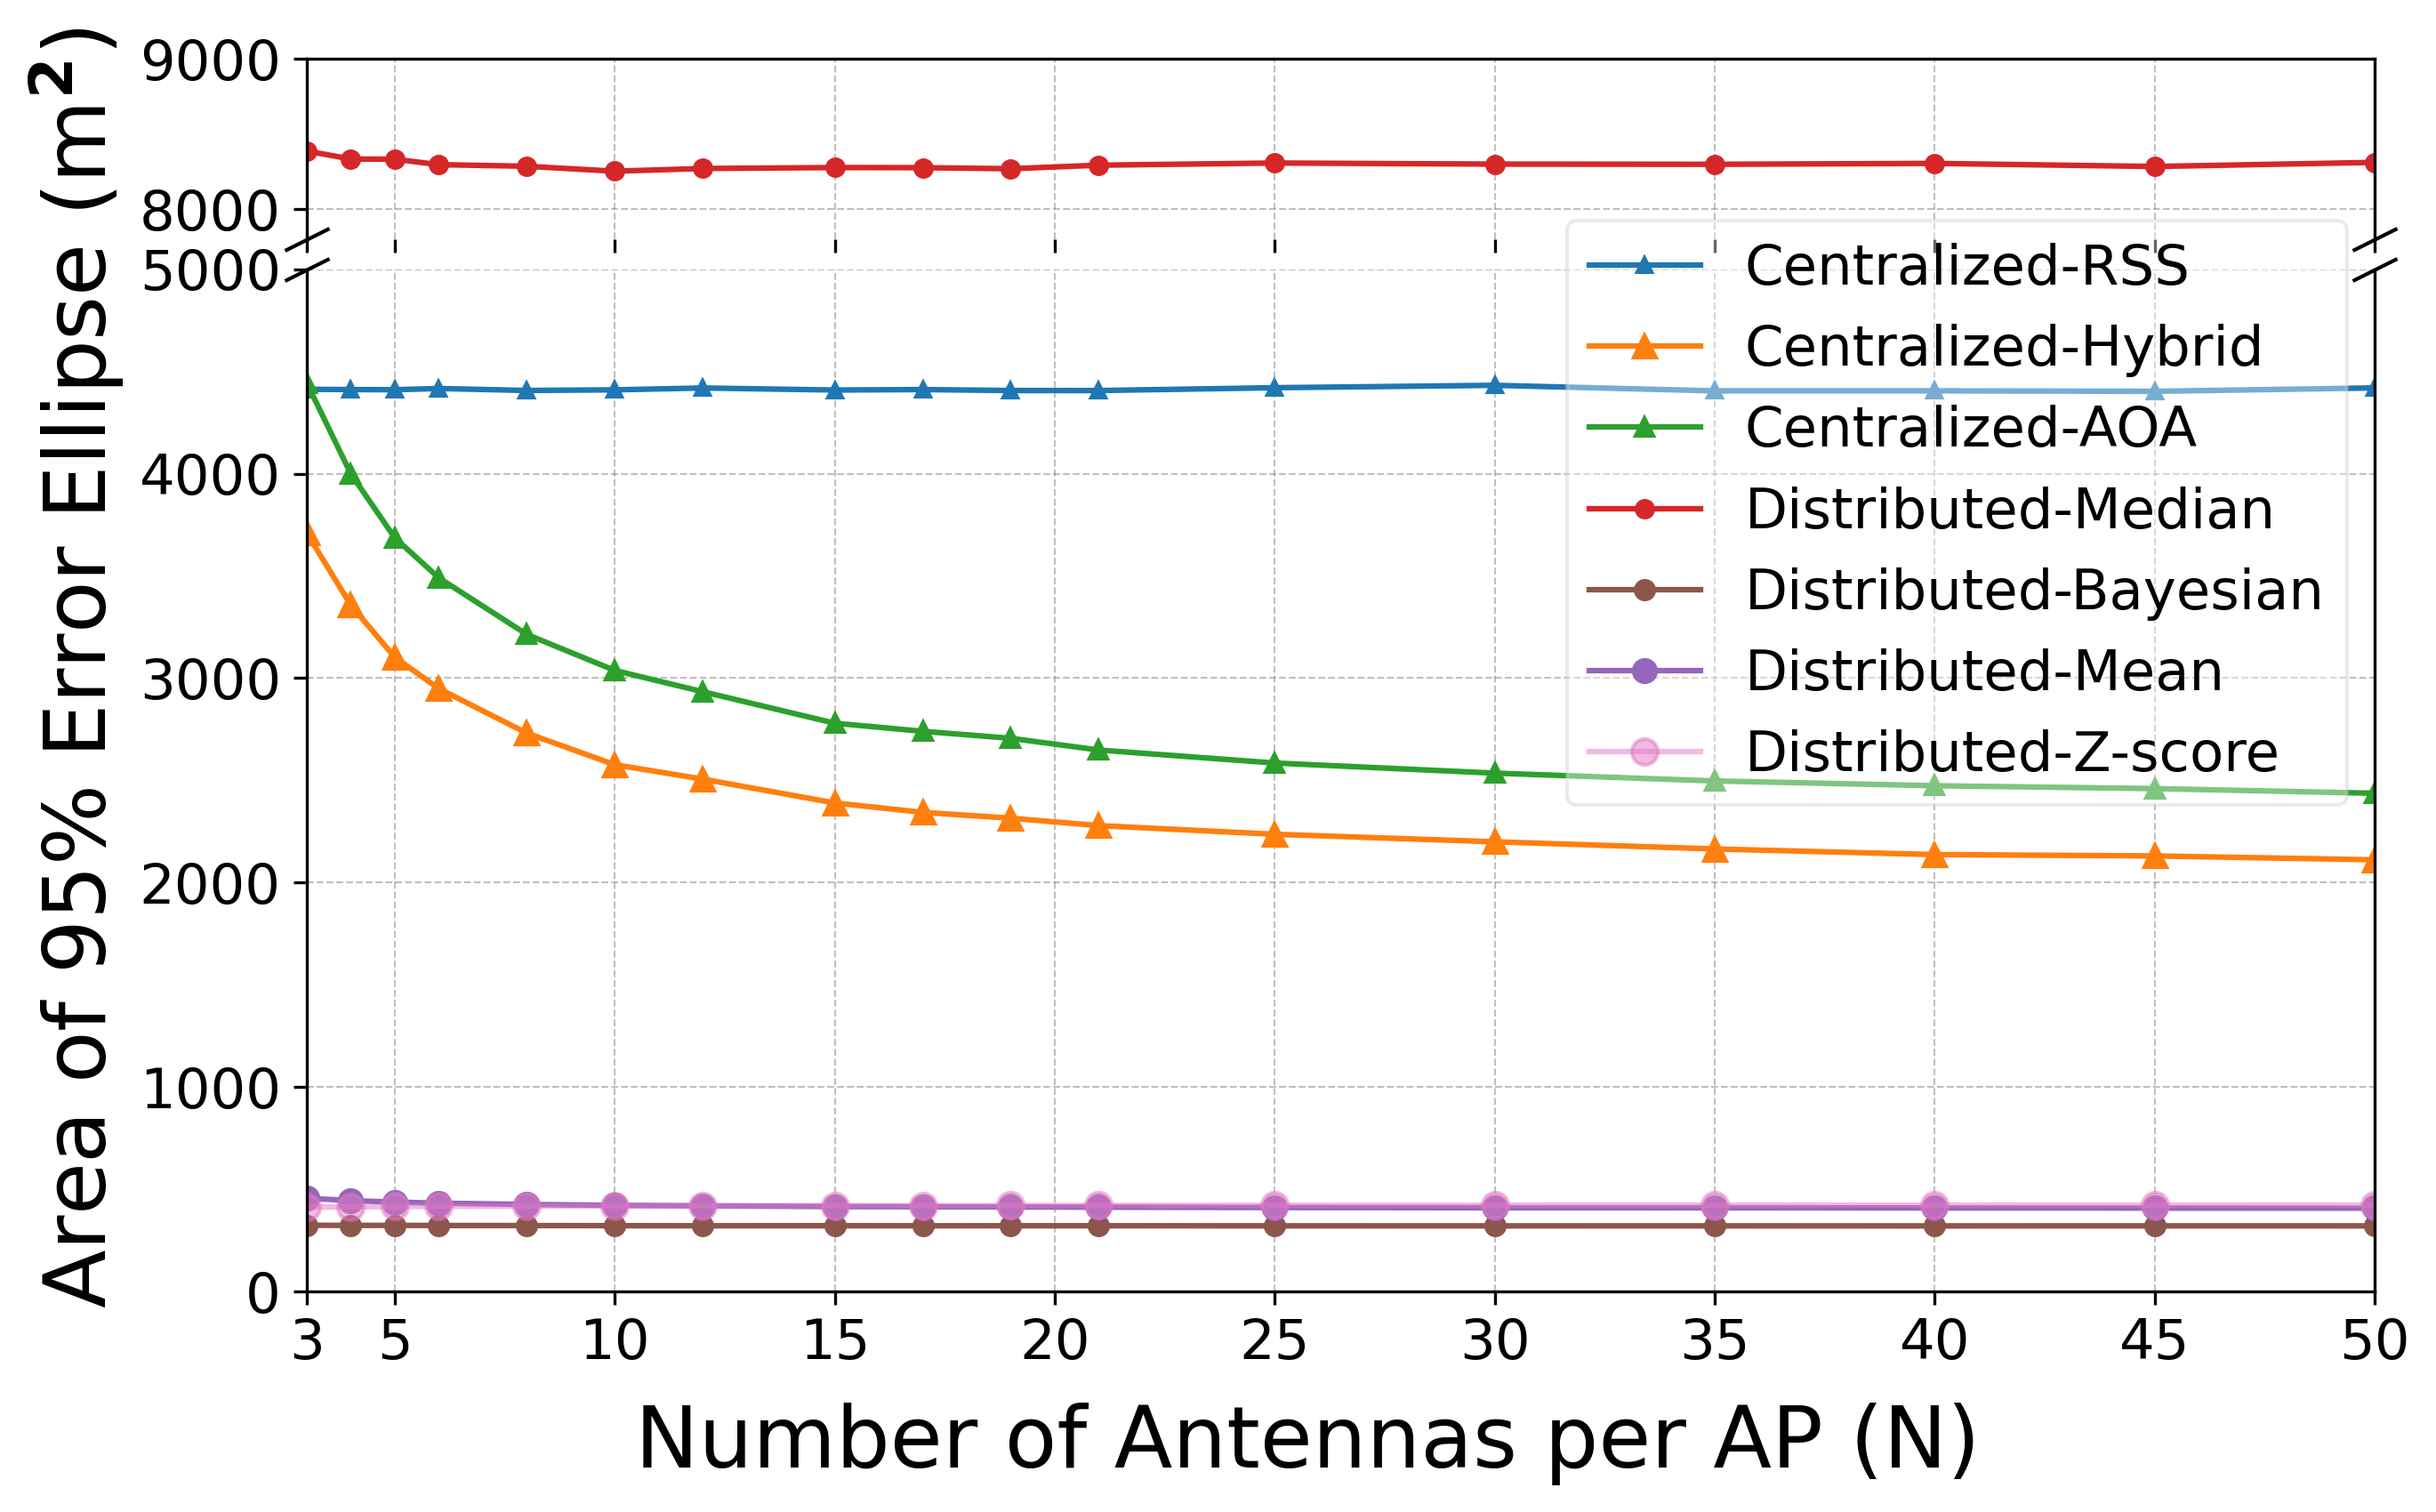 Area of 95% Error Ellipse (m²)
9000
8000
5000
4000
3000
2000
1000
0
Centralized-RSS
Centralized-Hybrid
Centralized-AOA
Distributed-Median
Distributed-Bayesian
Distributed-Mean
Distributed-Z-score
3 5 10 15 20 25 30 35 40 45 50
Number of Antennas per AP (N)